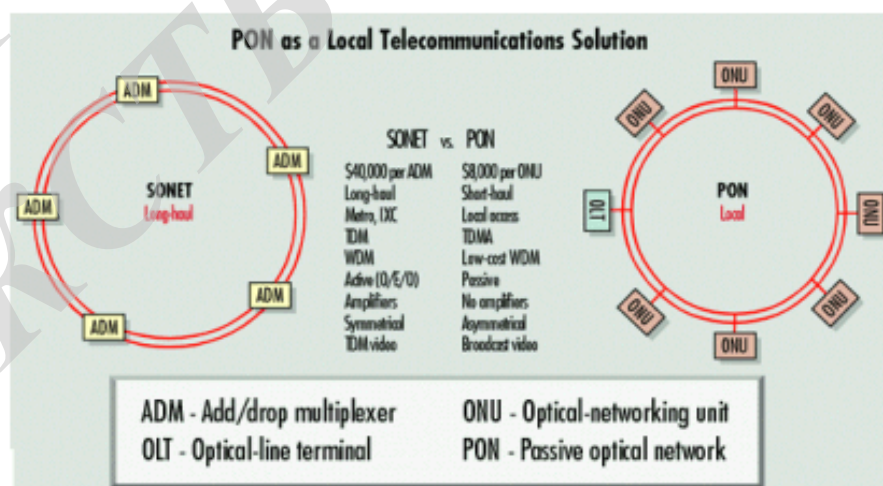 PON as a Local Telecommunications Solution
ADM
ADM
ADM
ADM
ADM
SONET
Long-haul
SONET vs. PON
$40,000 per ADM $8,000 per ONU
Long-haul Short-haul
Metro, IXC Local access
TDM TDMA
WDM Low-cost WDM
Active (O/E/O) Passive
Amplifiers No amplifiers
Symmetrical Asymmetrical
TDM video Broadcast video
ONU
ONU
ONU
OLT
PON
Local
ONU
ONU
ONU
ONU
ADM - Add/drop multiplexer ONU - Optical-networking unit
OLT - Optical-line terminal PON - Passive optical network